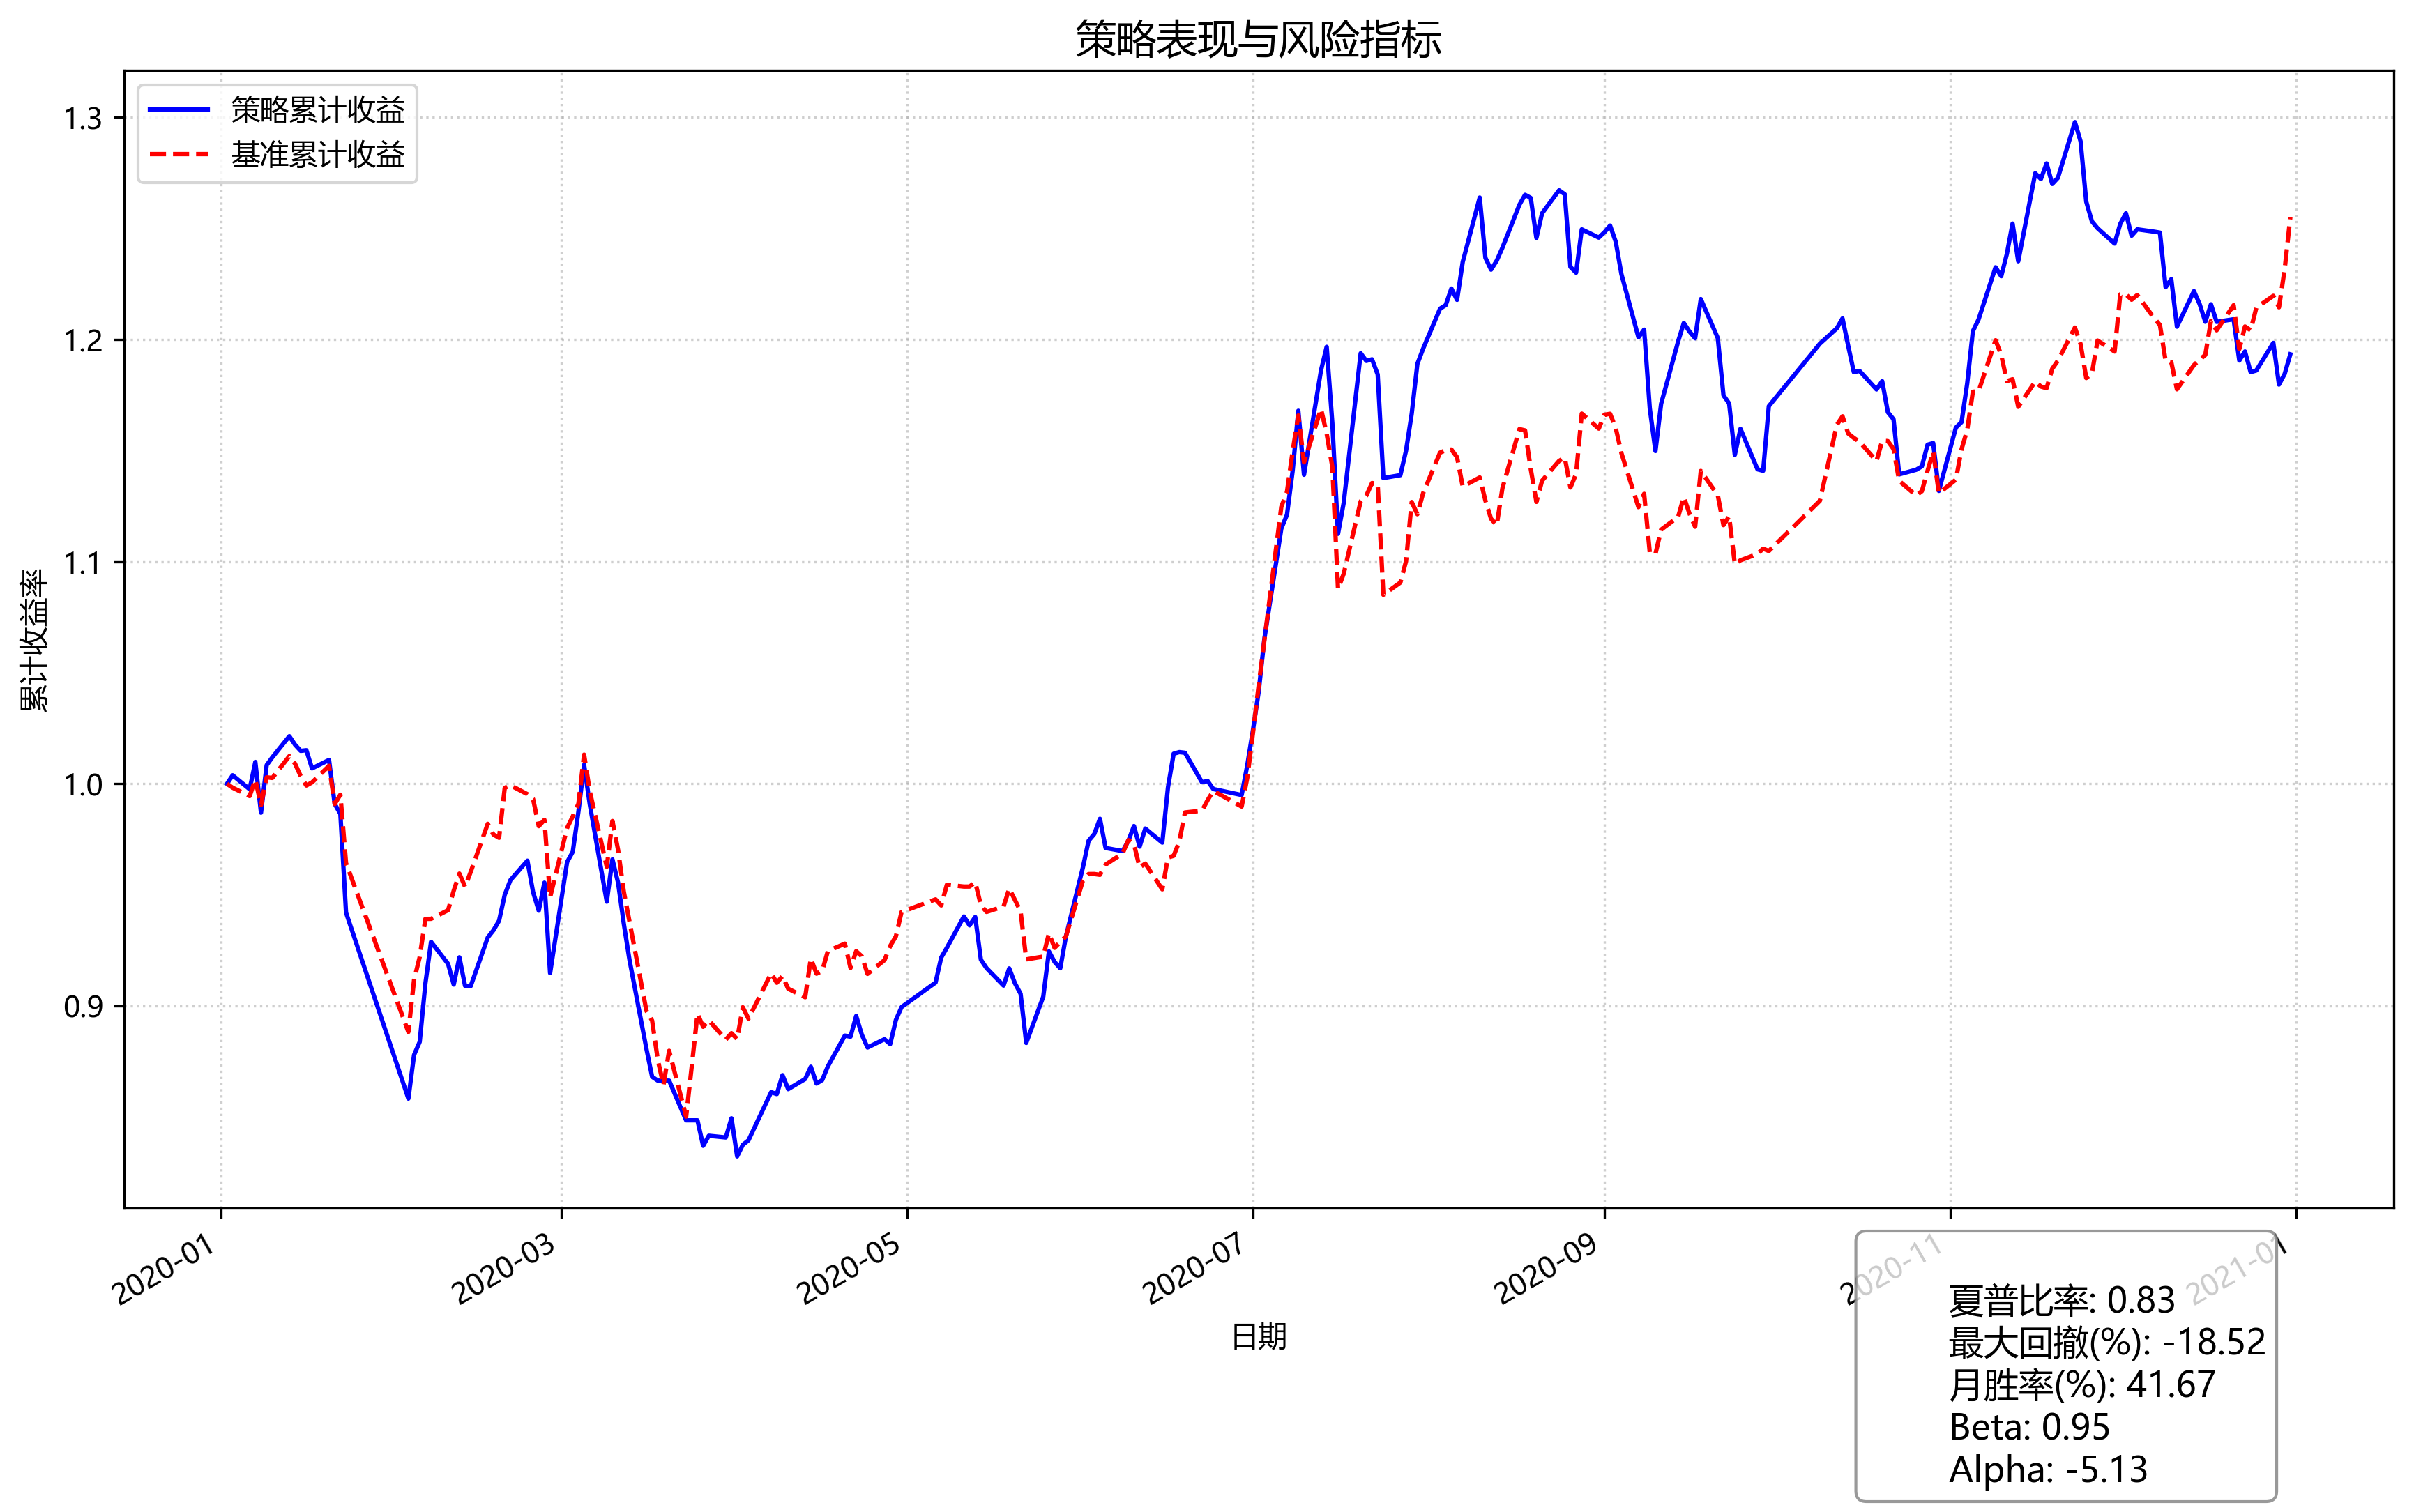 策略表现与风险指标
策略累计收益
基准累计收益
累计收益率
1.3
1.2
1.1
1.0
0.9
2020-01
2020-03
2020-05
2020-07
2020-09
2020-11
2021-01
日期
夏普比率: 0.83
最大回撤(%): -18.52
月胜率(%): 41.67
Beta: 0.95
Alpha: -5.13